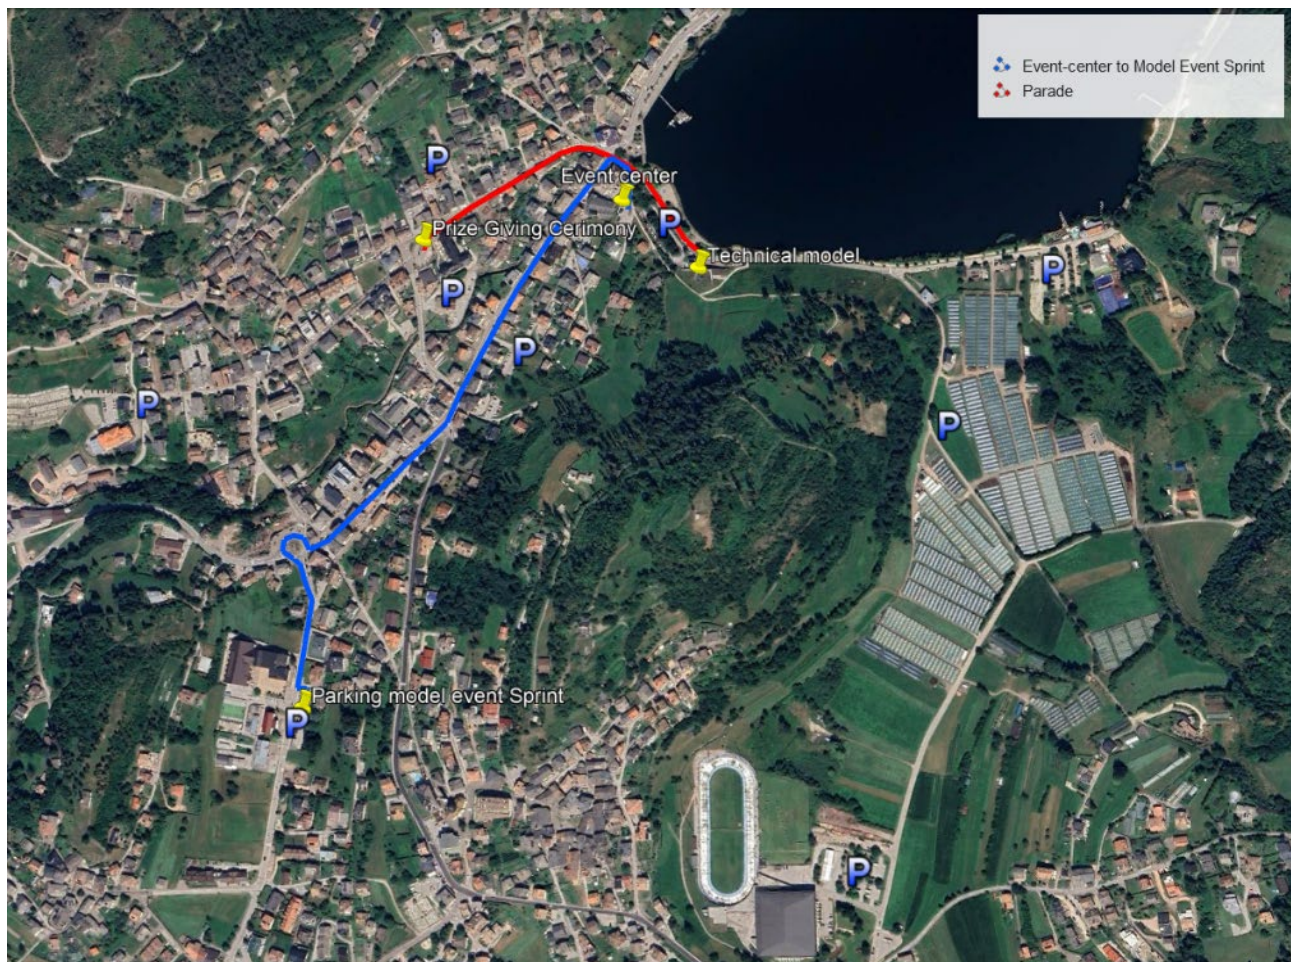 Event-center to Model Event Sprint
Parade
P
Event center
P
Prize Giving Cerimony
Technical model
P
P
P
P
P
Parking model event Sprint
P
P